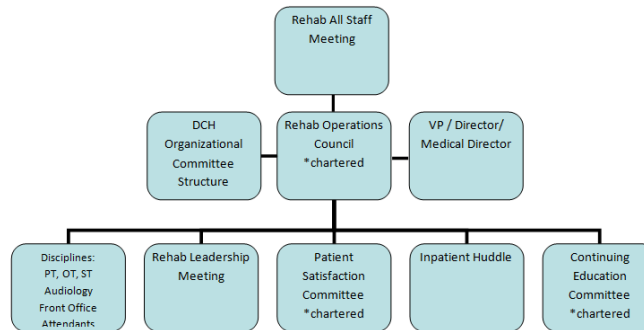 Rehab All Staff
Meeting
DCH
Organizational
Committee
Structure
Rehab Operations
Council
*chartered
VP / Director/
Medical Director
Disciplines:
PT, OT, ST
Audiology
Front Office
Attendants
Rehab Leadership
Meeting
Patient
Satisfaction
Committee
*chartered
Inpatient Huddle
Continuing
Education
Committee
*chartered